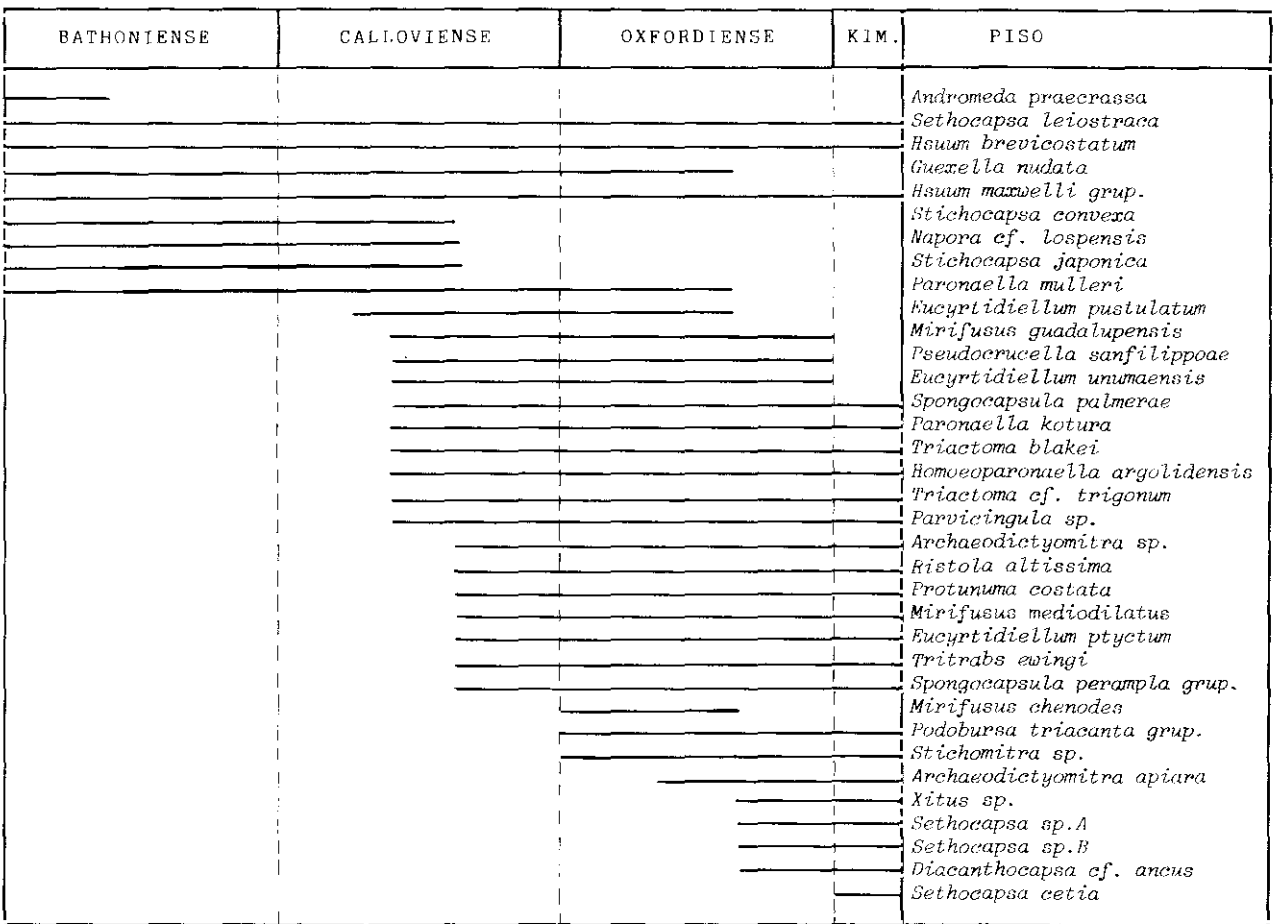 BATHONIENSE CALLOVIENSE OXFORDIENSE KIM. PISO
Andromeda praecrassa
Sethocapsa leiostraca
Hsuum brevicostatum
Guexella nudata
Hsuum maxwelli grup.
Stichocapsa convexa
Napora cf. lospensis
Stichocapsa japonica
Paronaella mulleri
Eucyrtidiellum pustulatum
Mirifusus guadalupensis
Pseudocrucella sanfilippoae
Eucyrtidiellum unumaensis
Spongocapsula palmerae
Paronaella kotura
Triactoma blakei
Homoeoparonaella argolidensis
Triactoma cf. trigonum
Parvicingula sp.
Archaeodictyomitra sp.
Ristola altissima
Protunuma costata
Mirifusus mediodilatus
Eucyrtidiellum ptyctum
Tritrabs ewingi
Spongocapsula perampla grup.
Mirifusus chenodes
Podobursa triacanta grup.
Stichomitra sp.
Archaeodictyomitra apiara
Xitus sp.
Sethocapsa sp.A
Sethocapsa sp.B
Diacanthocapsa cf. ancus
Sethocapsa cetia